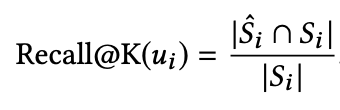 Recall@K(u_i) = |Ŝ_i ∩ S_i| / |S_i|